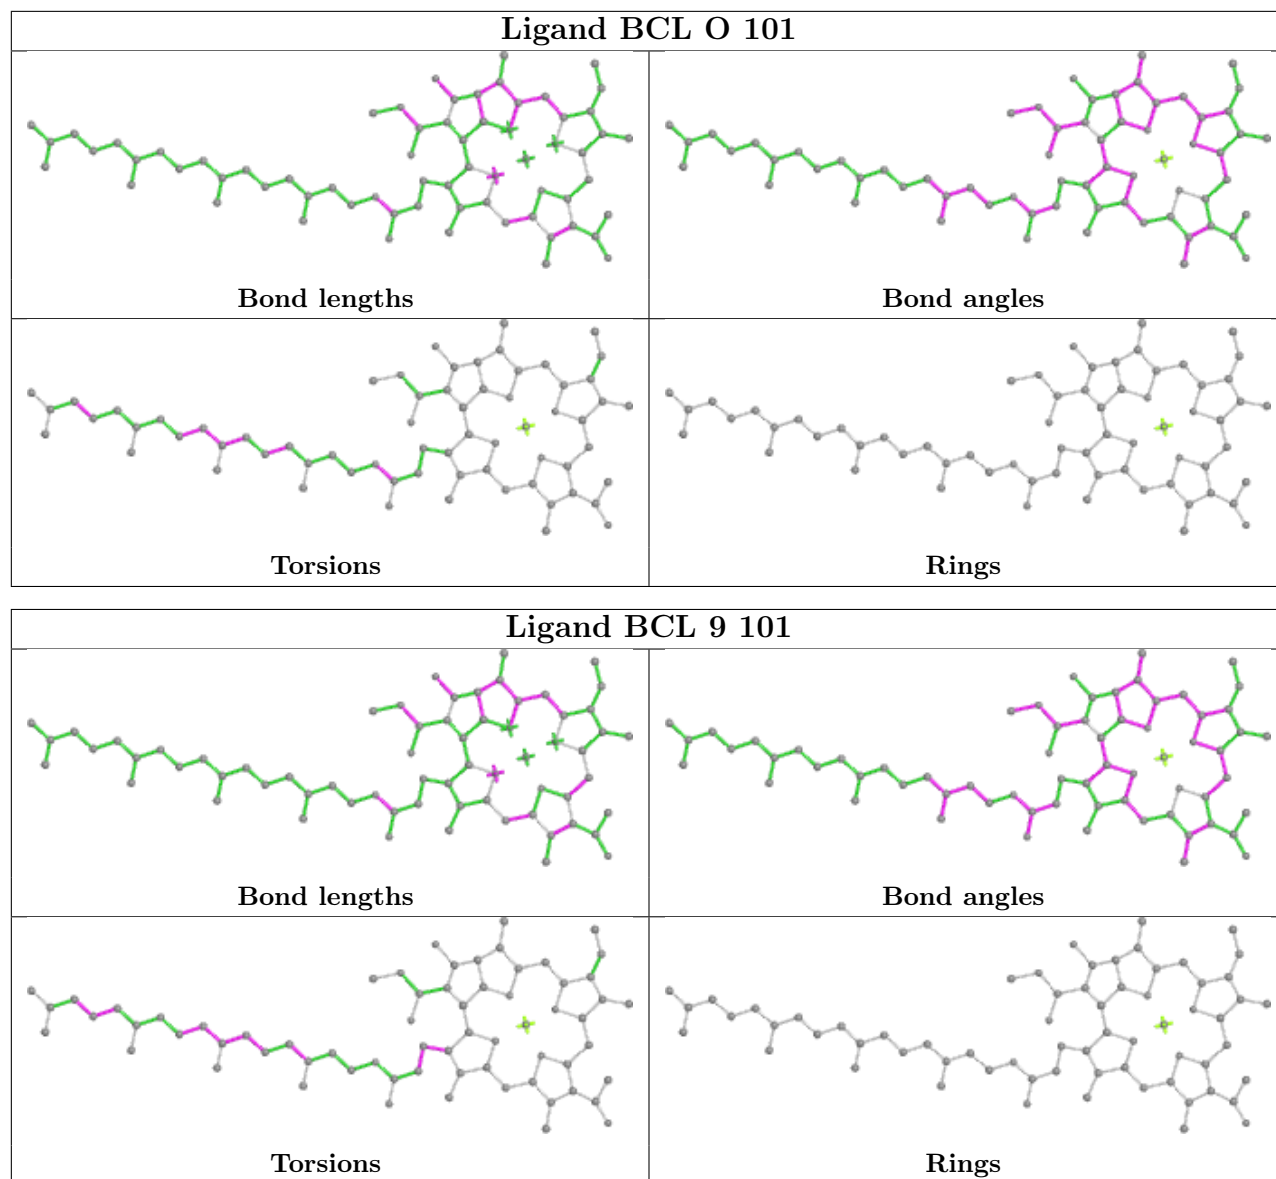 Ligand BCL O 101
Bond lengths
Bond angles
Torsions
Rings
Ligand BCL 9 101
Bond lengths
Bond angles
Torsions
Rings